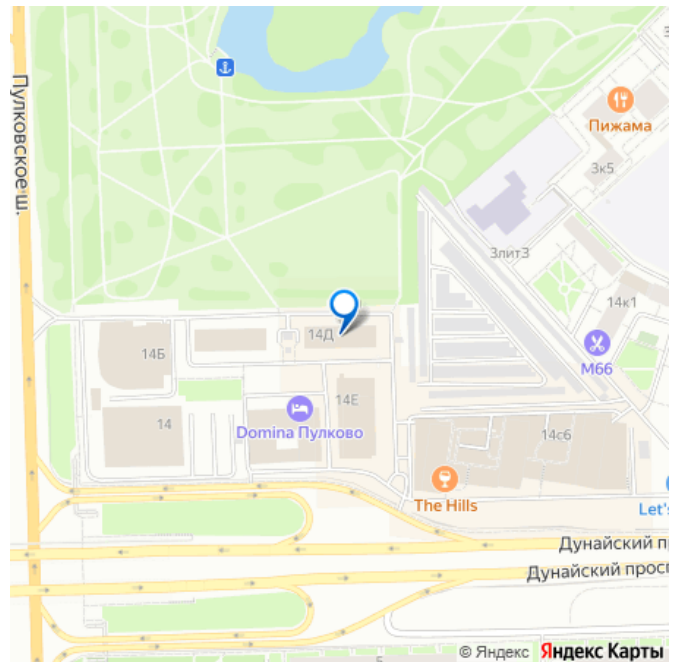 Пулковское ш.
Пижама
3к5
3литЗ
14к1
14Д
14Б
М66
14Е
14
Domina Пулково
14с6
The Hills
Let's
Дунайский п
Дунайский просп
5
© Яндекс Яндекс Карты